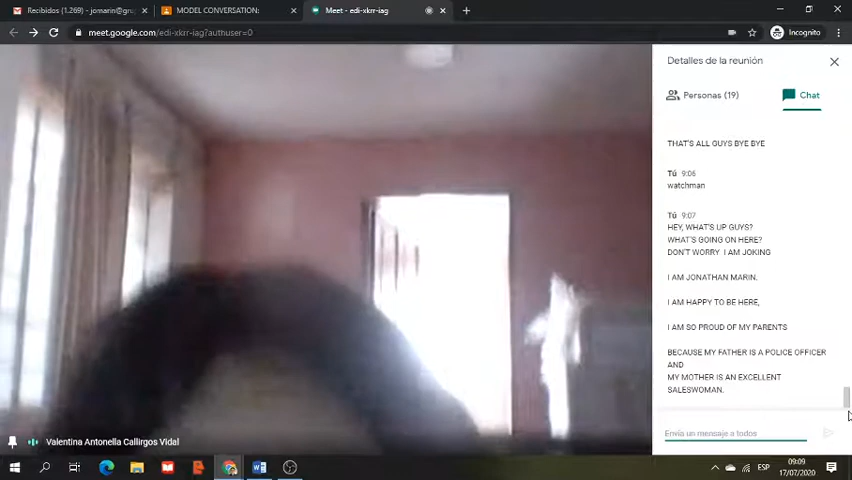 Recibidos (1.269) - jomarin@gru
MODEL CONVERSATION:
Meet - edi-xkrr-iag
meet.google.com/edi-xkrr-iag?authuser=0
Incognito
Detalles de la reunión
Personas (19)
Chat
THAT'S ALL GUYS BYE BYE
Tú 9:06
watchman
Tú 9:07
HEY, WHAT'S UP GUYS?
WHAT'S GOING ON HERE?
DON'T WORRY I AM JOKING
I AM JONATHAN MARIN.
I AM HAPPY TO BE HERE,
I AM SO PROUD OF MY PARENTS
BECAUSE MY FATHER IS A POLICE OFFICER
AND
MY MOTHER IS AN EXCELLENT
SALESWOMAN.
Envía un mensaje a todos
Valentina Antonella Callirgos Vidal
ESP
09:09
17/07/2020